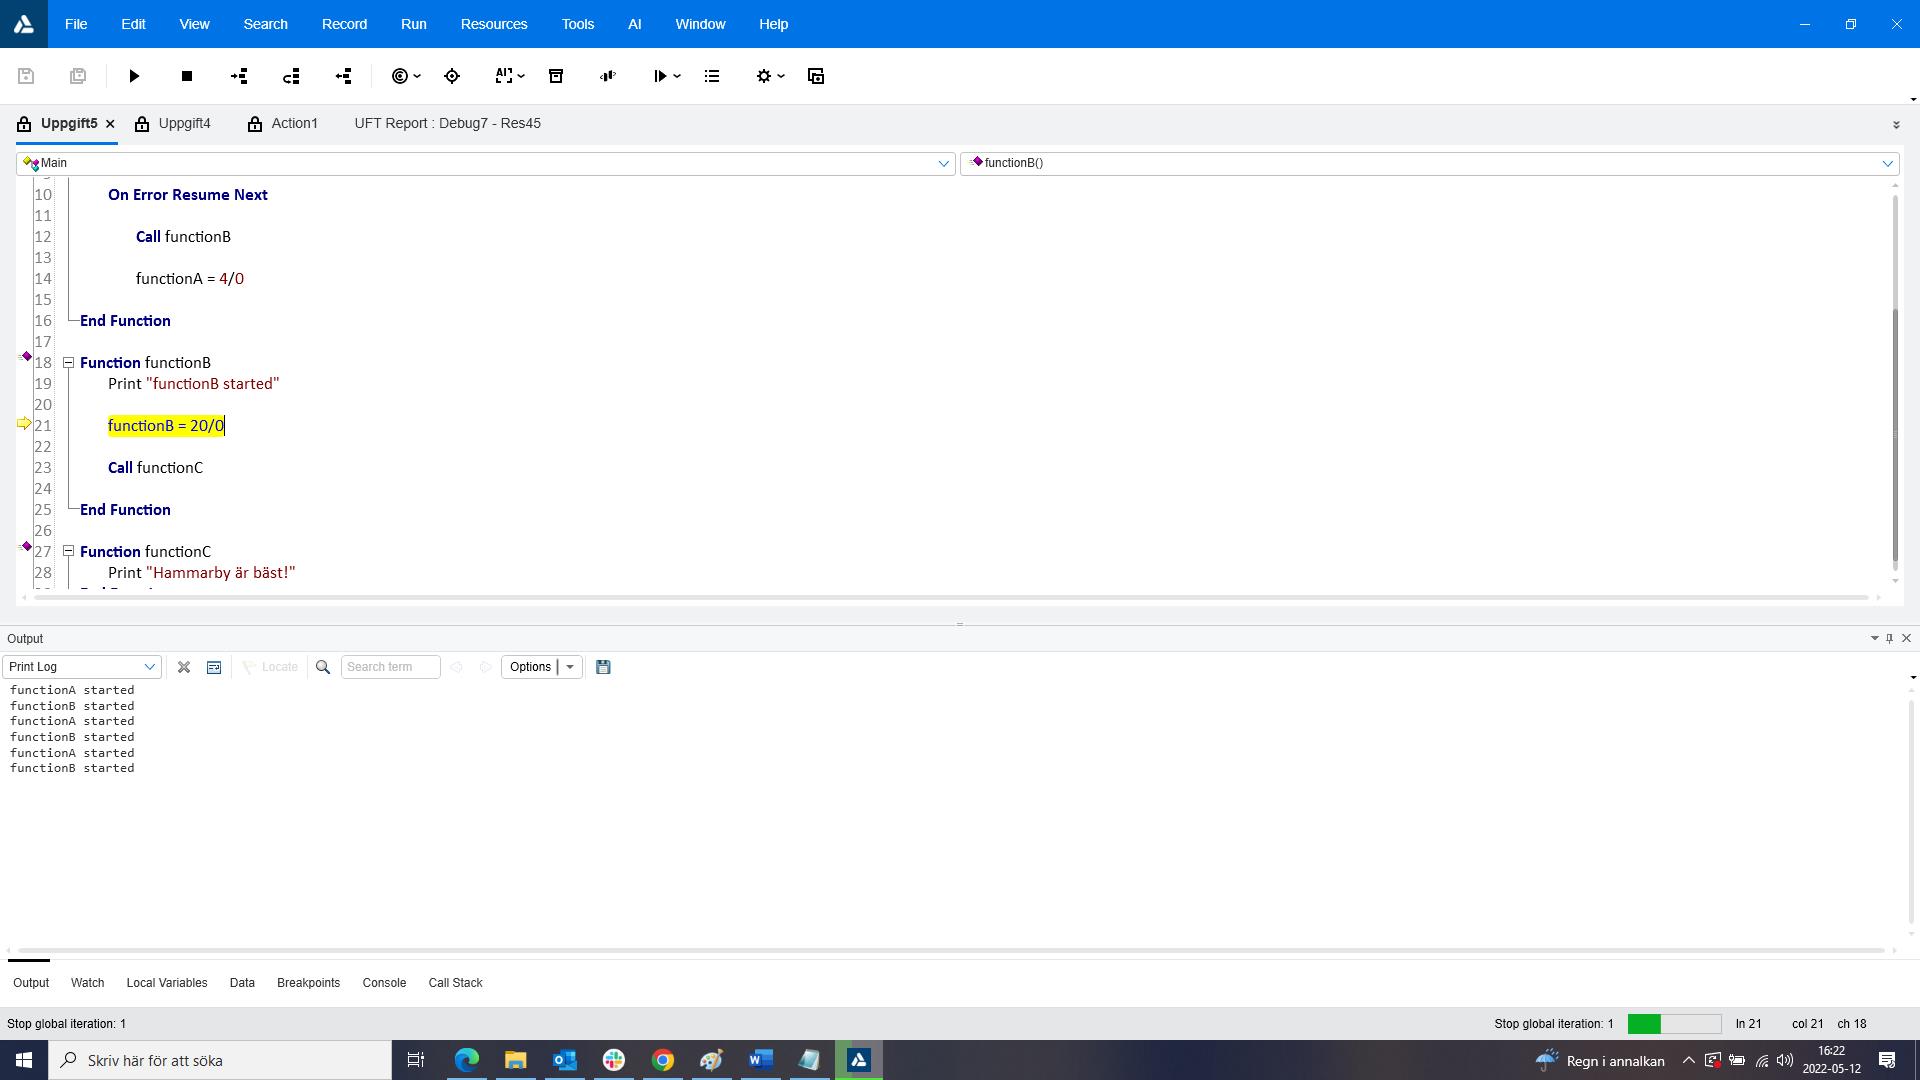 File Edit View Search Record Run Resources Tools AI Window Help
Uppgift5 Uppgift4 Action1 UFT Report : Debug7 - Res45
Main functionB()
10 On Error Resume Next
11
12 Call functionB
13
14 functionA = 4/0
15
16 End Function
17
18 Function functionB
19 Print "functionB started"
20
21 functionB = 20/0
22
23 Call functionC
24
25 End Function
26
27 Function functionC
28 Print "Hammarby är bäst!"
Output
Print Log Locate Search term Options
functionA started
functionB started
functionA started
functionB started
functionA started
functionB started
Output Watch Local Variables Data Breakpoints Console Call Stack
Stop global iteration: 1 Stop global iteration: 1 ln 21 col 21 ch 18
Skriv här för att söka Regn i annalkan 16:22
2022-05-12